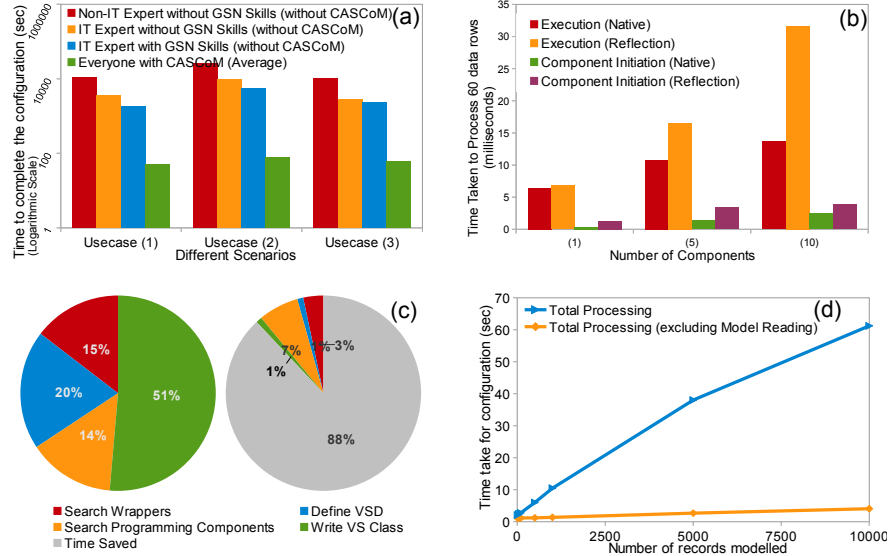 Non-IT Expert without GSN Skills (without CASCoM)
IT Expert without GSN Skills (without CASCoM)
IT Expert with GSN Skills (without CASCoM)
Everyone with CASCoM (Average)
(a)
Time to complete the configuration (sec)
(Logarithmic Scale)
1000000
10000
100
1
Usecase (1)
Usecase (2)
Usecase (3)
Different Scenarios
(b)
Execution (Native)
Execution (Reflection)
Component Initiation (Native)
Component Initiation (Reflection)
Time Taken to Process 60 data rows
(milliseconds)
35
30
25
20
15
10
5
0
(1)
(5)
(10)
Number of Components
(c)
15%
20%
51%
14%
7%
1%
3%
1%
88%
Search Wrappers
Define VSD
Search Programming Components
Write VS Class
Time Saved
(d)
Total Processing
Total Processing (excluding Model Reading)
Time take for configuration (sec)
70
60
50
40
30
20
10
0
0
2500
5000
7500
10000
Number of records modelled